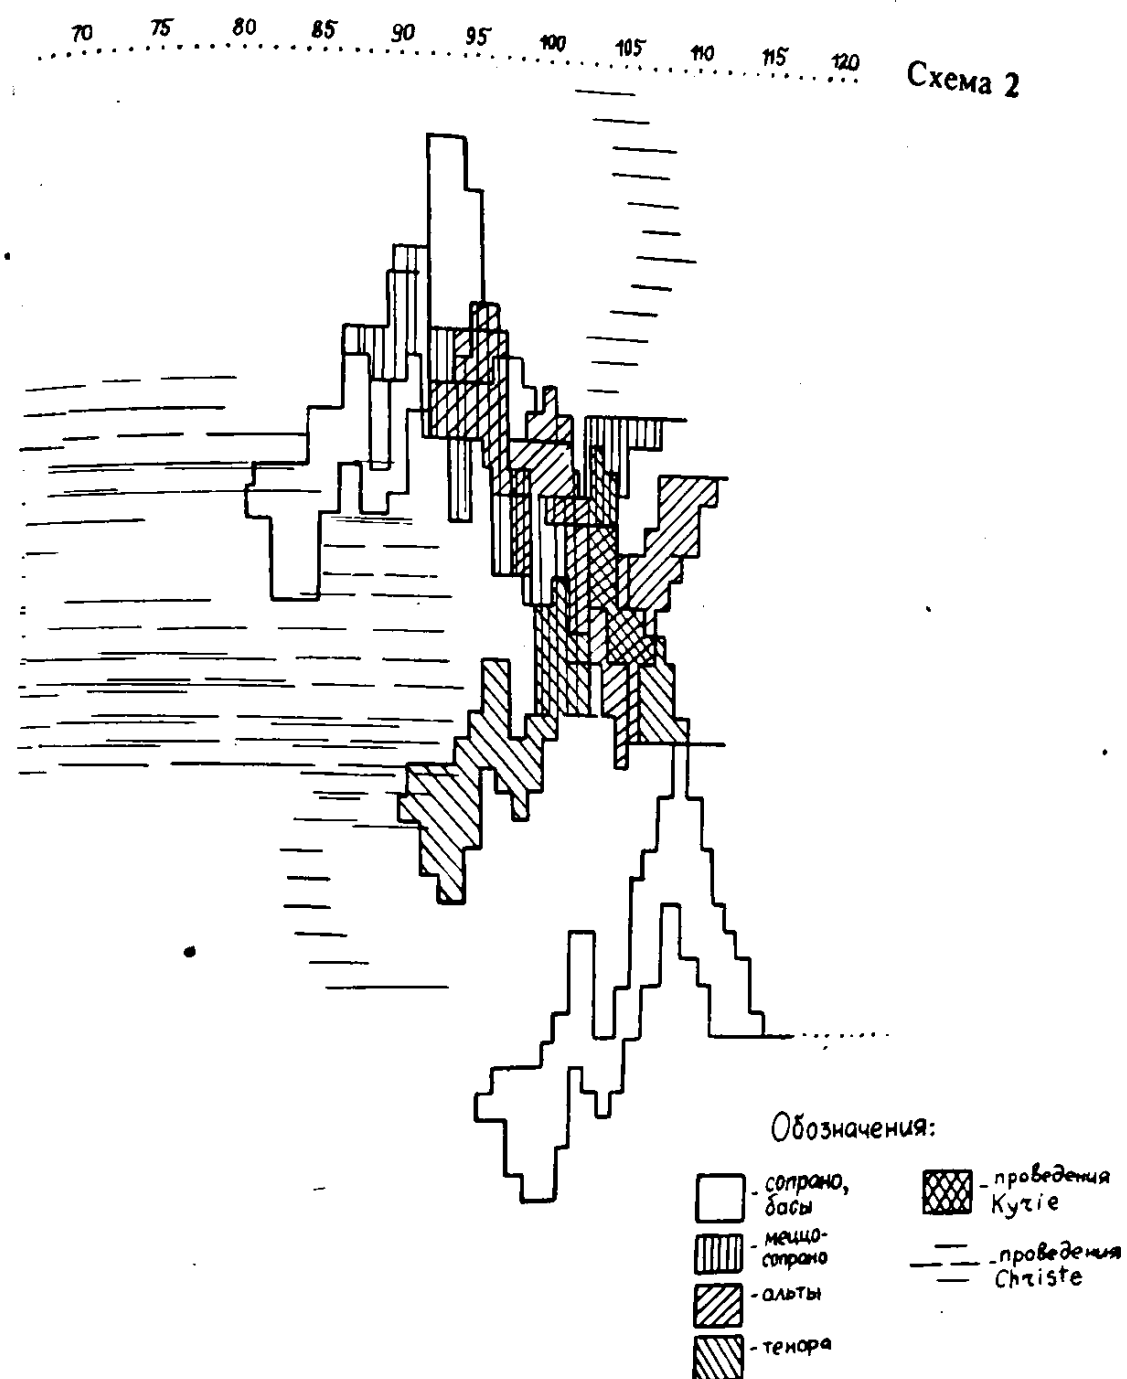 70 75 80 85 90 95 100 105 110 115 120
Схема 2
Обозначения:
- сопрано,
басы
- меццо-
сопрано
- альты
- тенора
- проведения
Kyrie
- проведения
Christe